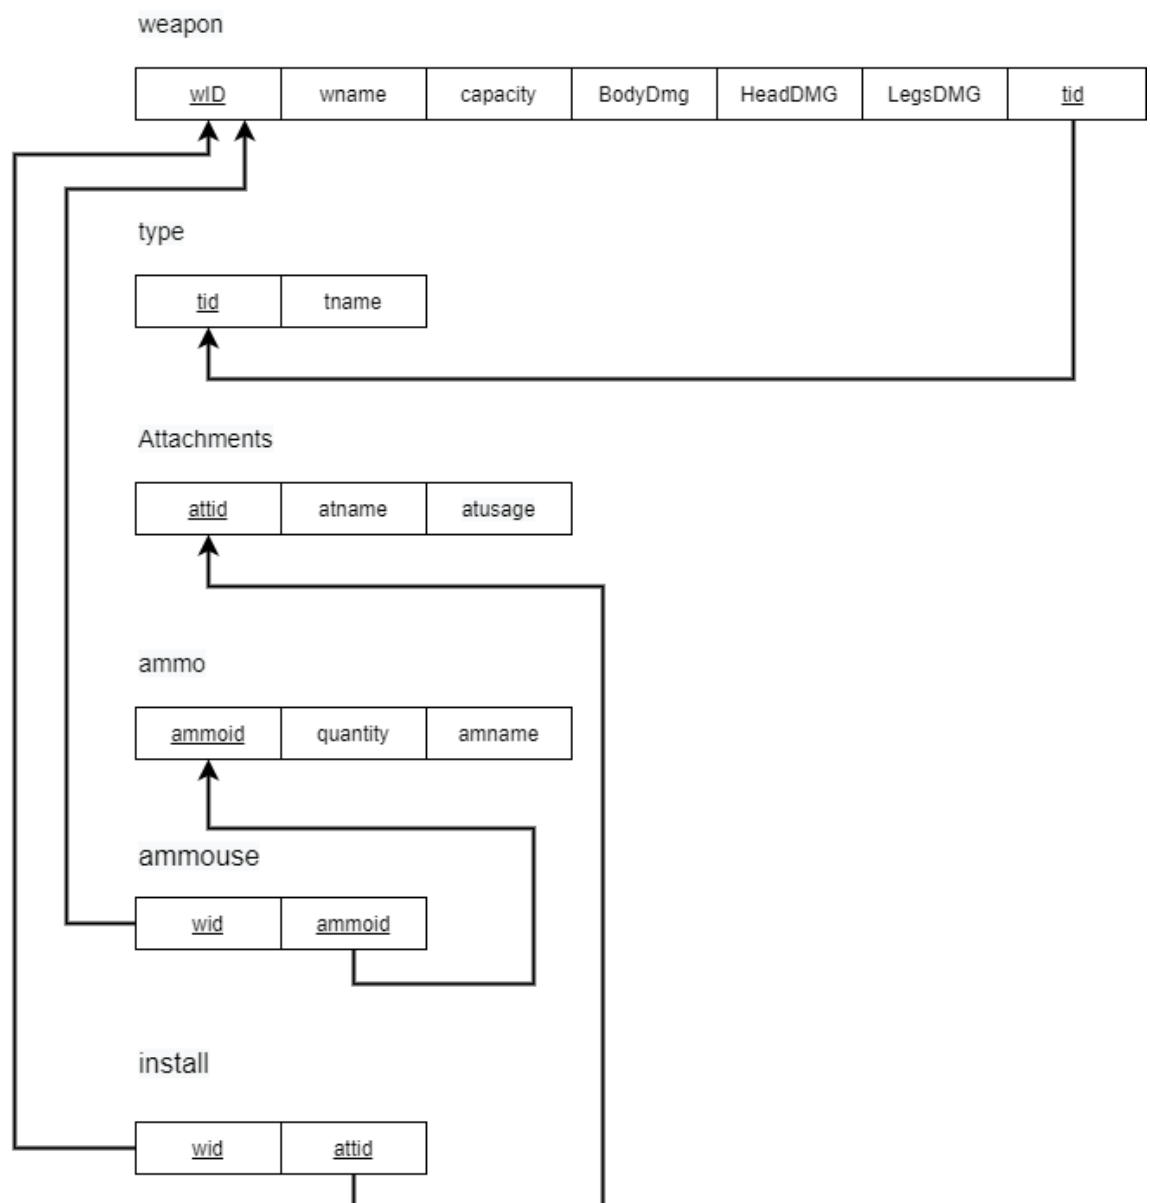 weapon
wID wname capacity BodyDmg HeadDMG LegsDMG tid
type
tid tname
Attachments
attid atname atusage
ammo
ammoid quantity amname
ammouse
wid ammoid
install
wid attid